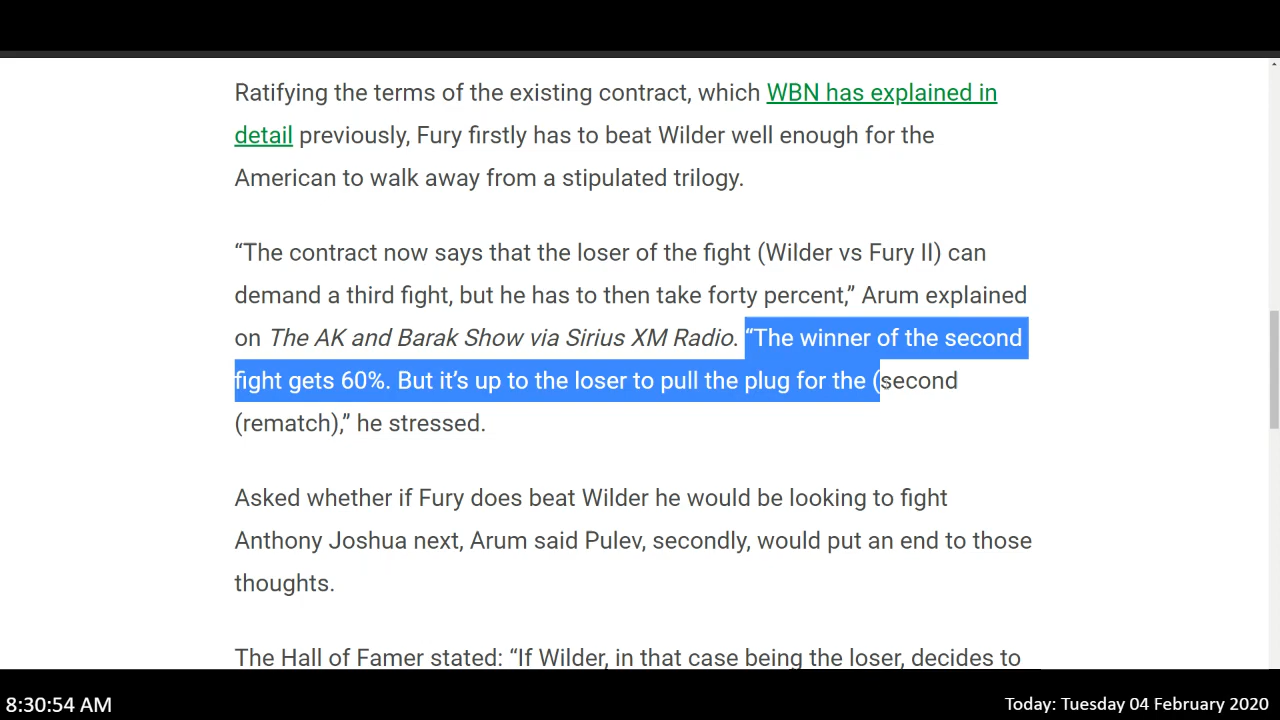 Ratifying the terms of the existing contract, which WBN has explained in
detail previously, Fury firstly has to beat Wilder well enough for the
American to walk away from a stipulated trilogy.
“The contract now says that the loser of the fight (Wilder vs Fury II) can
demand a third fight, but he has to then take forty percent,” Arum explained
on The AK and Barak Show via Sirius XM Radio. “The winner of the second
fight gets 60%. But it’s up to the loser to pull the plug for the (second
(rematch),” he stressed.
Asked whether if Fury does beat Wilder he would be looking to fight
Anthony Joshua next, Arum said Pulev, secondly, would put an end to those
thoughts.
The Hall of Famer stated: “If Wilder, in that case being the loser, decides to
8:30:54 AM
Today: Tuesday 04 February 2020